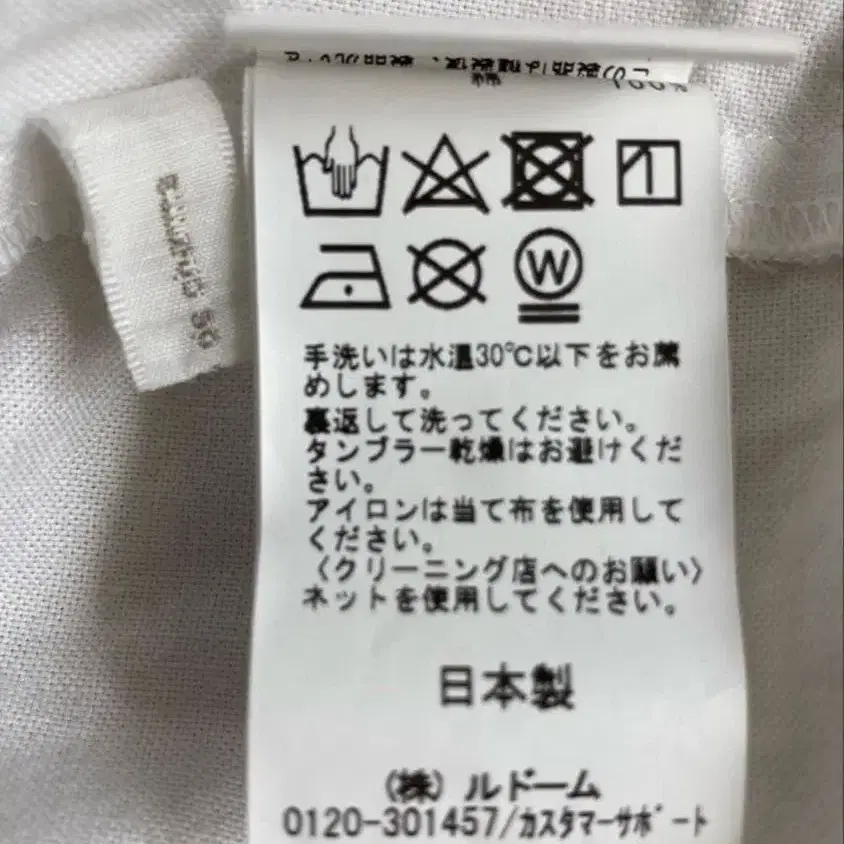 W
手洗いは水温30℃以下をお薦
めします。
裏返して洗ってください。
タンブラー乾燥はお避けくだ
さい。
アイロンは当て布を使用して
ください。
〈クリーニング店へのお願い〉
ネットを使用してください。
日本製
(株) ルドーム
0120-301457/カスタマーサポート